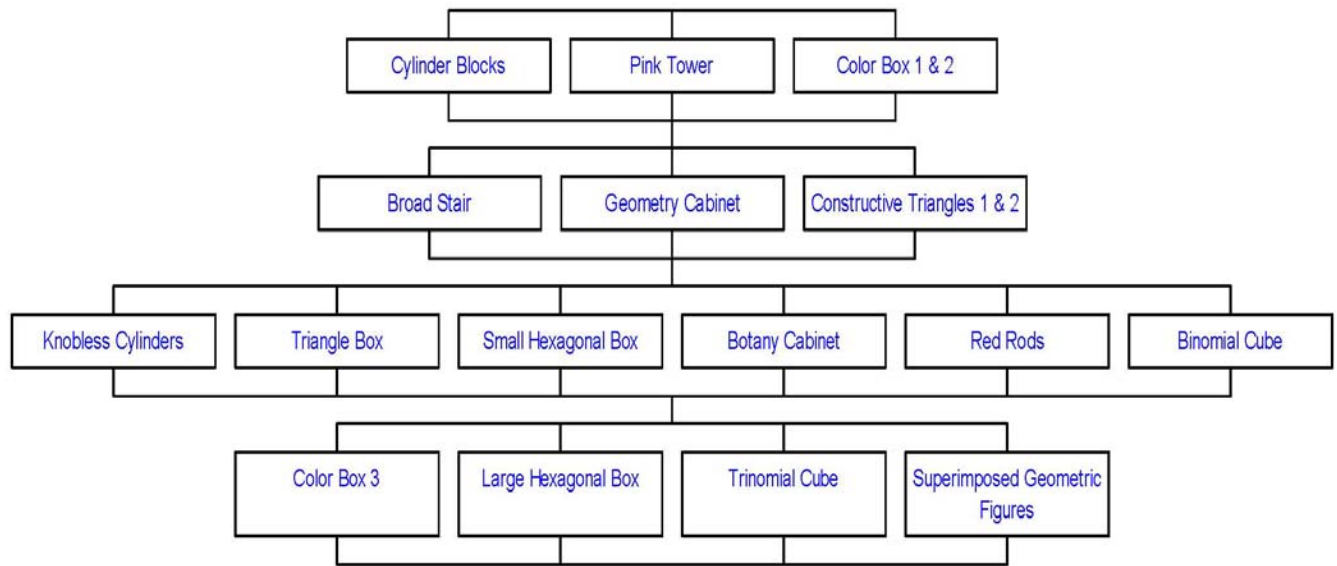 Cylinder Blocks
Pink Tower
Color Box 1 & 2
Broad Stair
Geometry Cabinet
Constructive Triangles 1 & 2
Knobless Cylinders
Triangle Box
Small Hexagonal Box
Botany Cabinet
Red Rods
Binomial Cube
Color Box 3
Large Hexagonal Box
Trinomial Cube
Superimposed Geometric
Figures